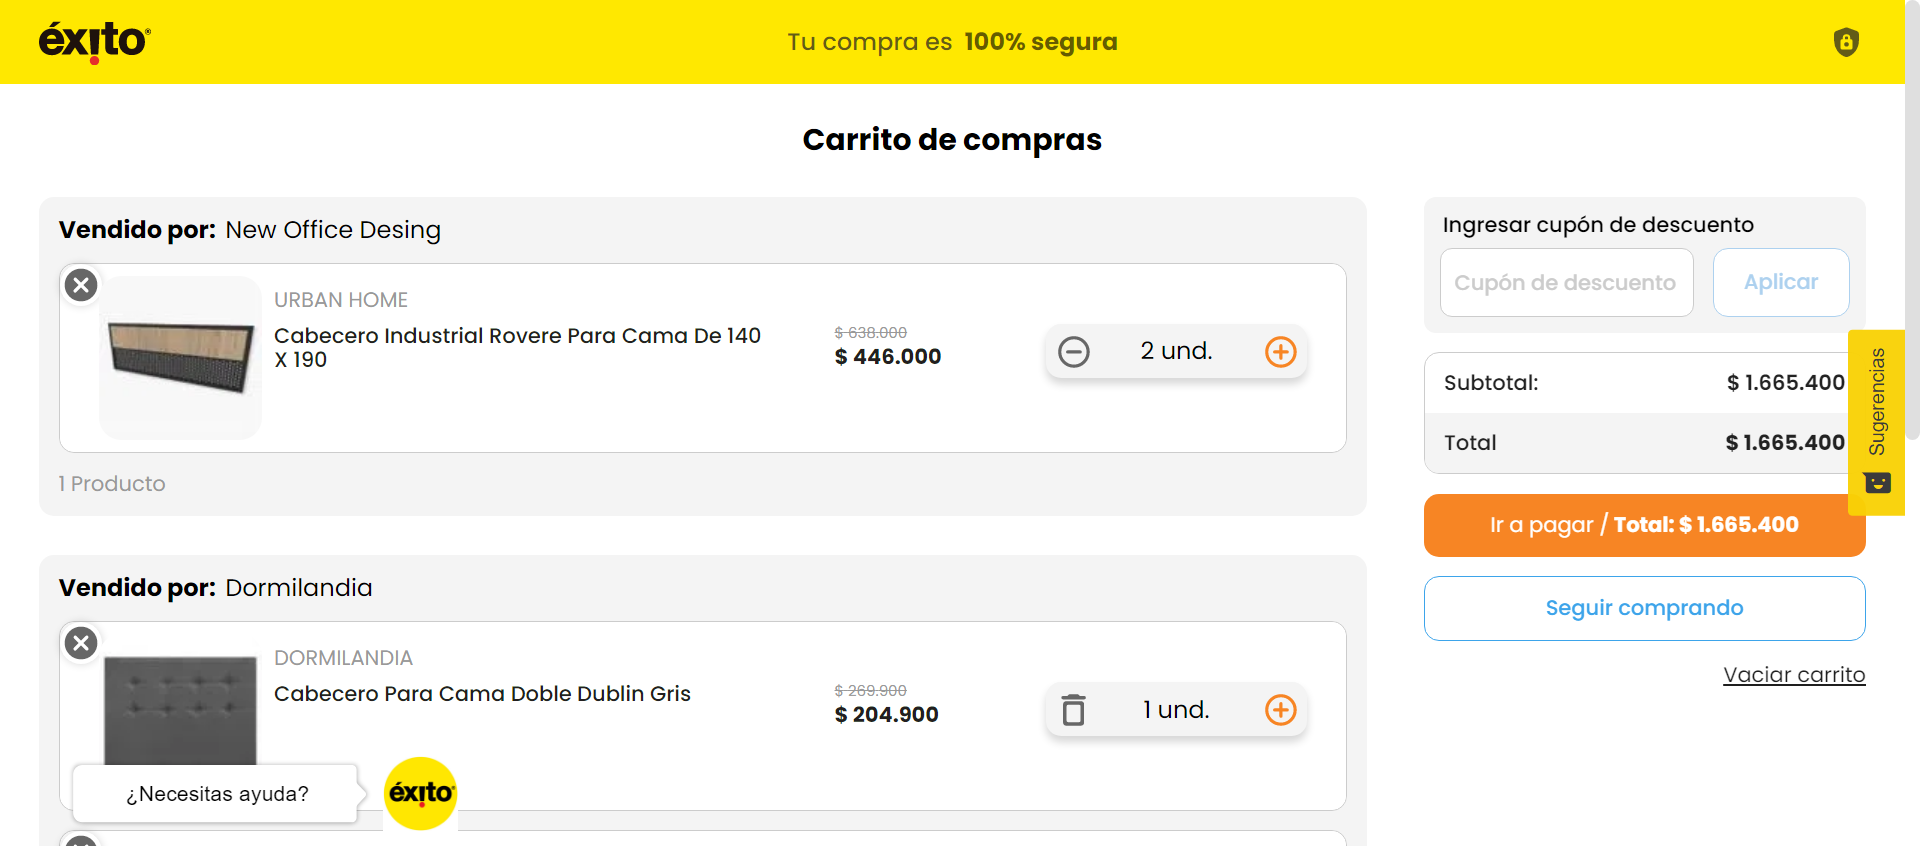 éxito
Tu compra es 100% segura
Carrito de compras
Vendido por: New Office Desing
URBAN HOME
Cabecero Industrial Rovere Para Cama De 140
X 190
$ 638.000
$ 446.000
2 und.
1 Producto
Vendido por: Dormilandia
DORMILANDIA
Cabecero Para Cama Doble Dublin Gris
$ 269.900
$ 204.900
1 und.
¿Necesitas ayuda?
éxito
Ingresar cupón de descuento
Cupón de descuento
Aplicar
Subtotal: $ 1.665.400
Total $ 1.665.400
Ir a pagar / Total: $ 1.665.400
Seguir comprando
Vaciar carrito
Sugerencias